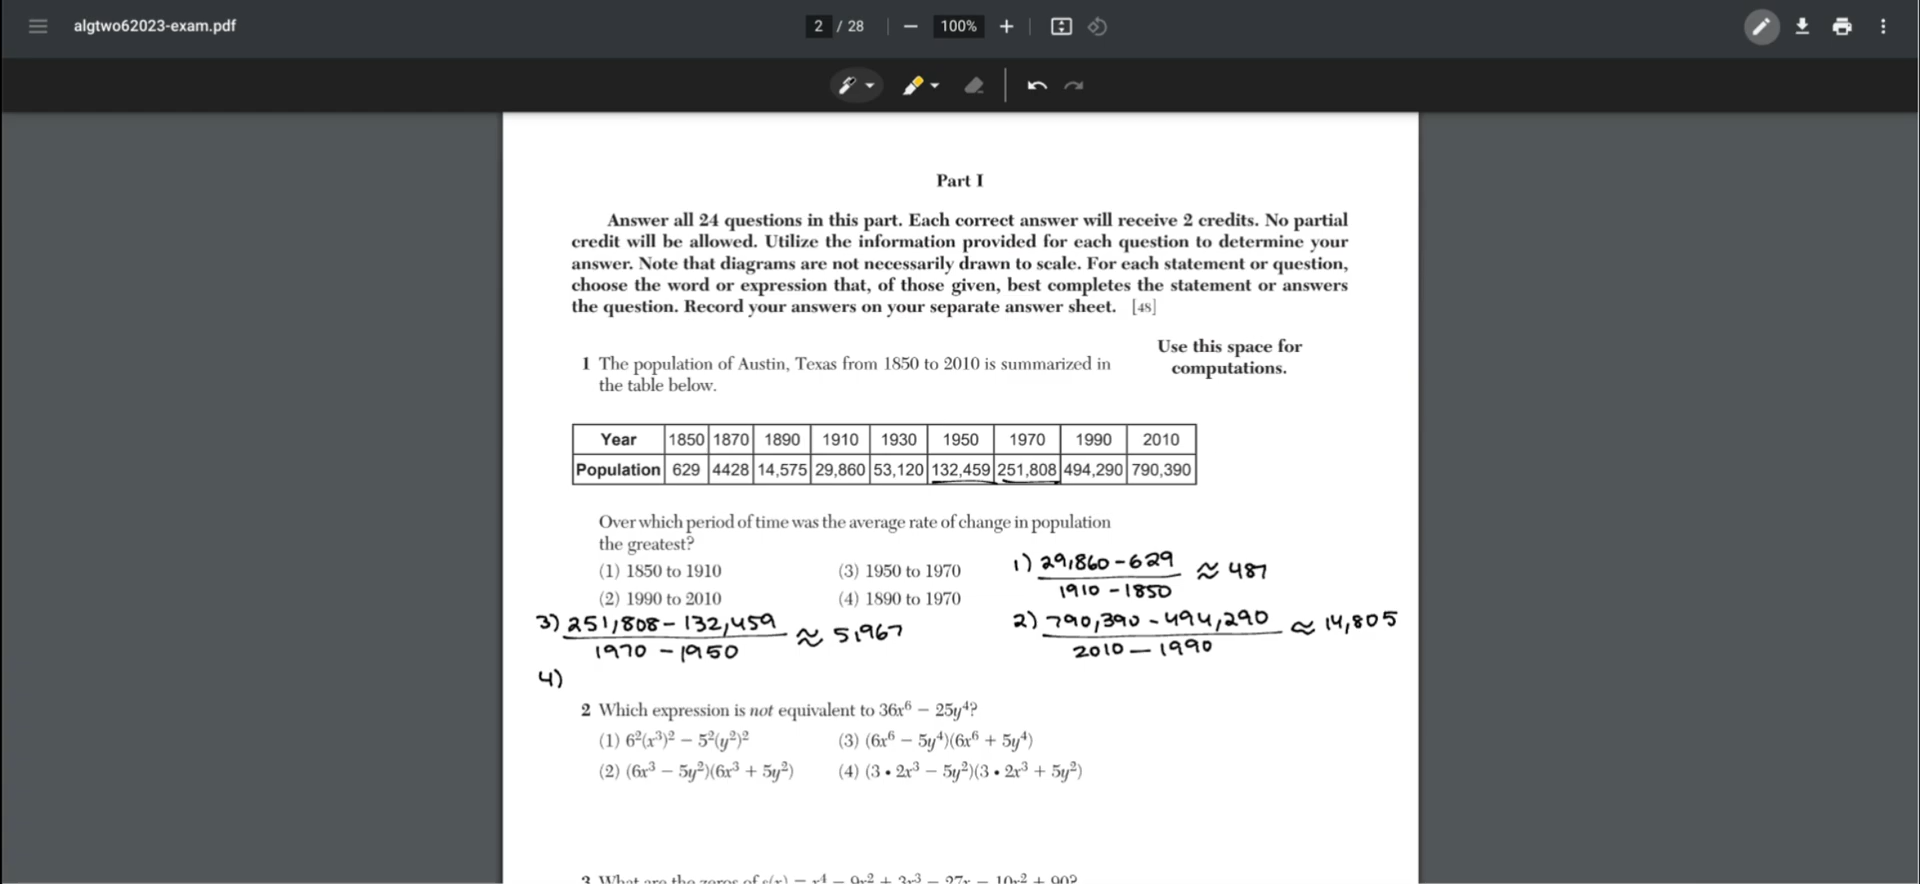 algtwo62023-exam.pdf
2 / 28
100%
Part I
Answer all 24 questions in this part. Each correct answer will receive 2 credits. No partial
credit will be allowed. Utilize the information provided for each question to determine your
answer. Note that diagrams are not necessarily drawn to scale. For each statement or question,
choose the word or expression that, of those given, best completes the statement or answers
the question. Record your answers on your separate answer sheet. [48]
Use this space for
computations.
1 The population of Austin, Texas from 1850 to 2010 is summarized in
the table below.
Year 1850 1870 1890 1910 1930 1950 1970 1990 2010
Population 629 4428 14,575 29,860 53,120 132,459 251,808 494,290 790,390
Over which period of time was the average rate of change in population
the greatest?
(1) 1850 to 1910 (3) 1950 to 1970
(2) 1990 to 2010 (4) 1890 to 1970
1) 29,860 - 629 ≈ 487
1910 - 1850
2) 790,390 - 494,290 ≈ 14,805
2010 - 1990
3) 251,808 - 132,459 ≈ 5,967
1970 - 1950
4)
2 Which expression is not equivalent to 36x⁶ − 25y⁴?
(1) 6²(x³)² − 5²(y²)² (3) (6x⁶ − 5y⁴)(6x⁶ + 5y⁴)
(2) (6x³ − 5y²)(6x³ + 5y²) (4) (3 • 2x³ − 5y²)(3 • 2x³ + 5y²)
3 What are the zeros of